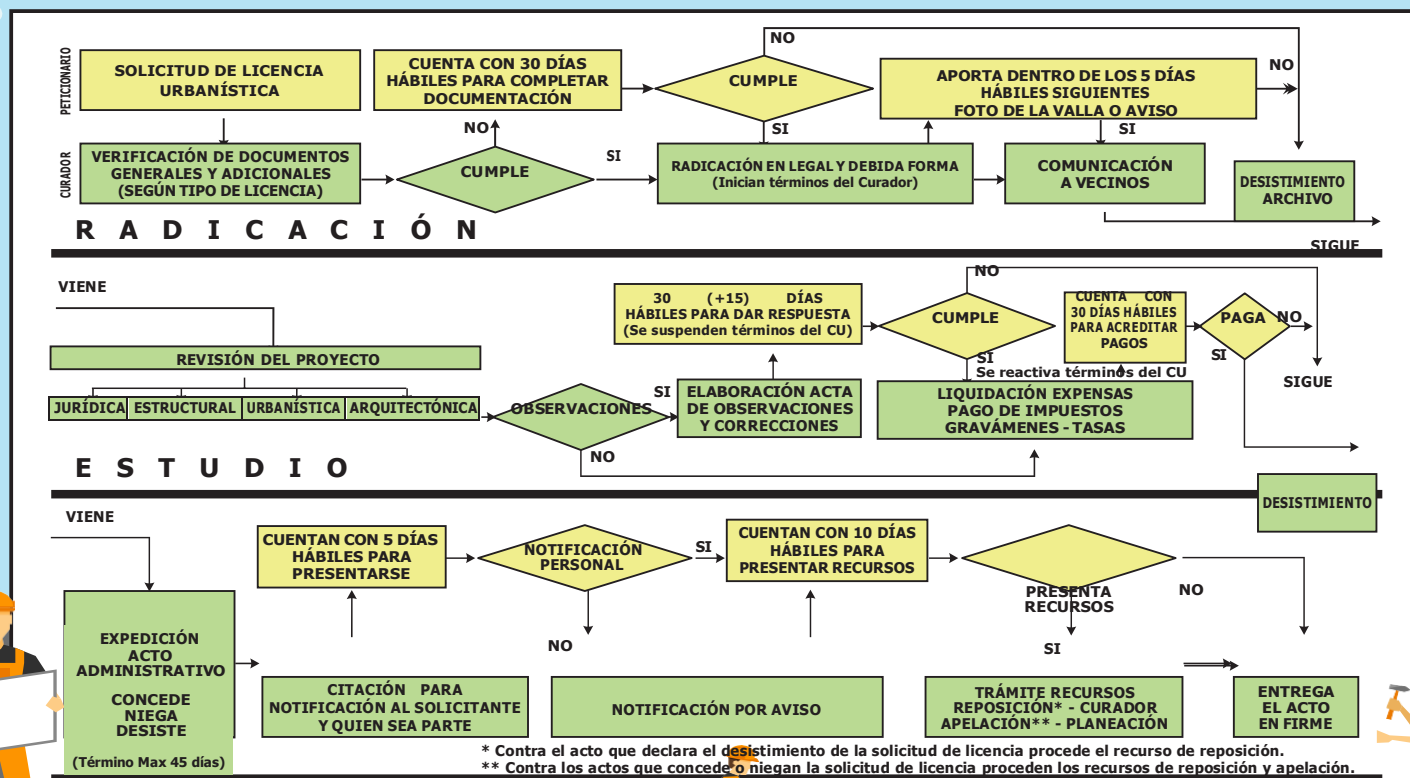 PETICIONARIO
SOLICITUD DE LICENCIA
URBANÍSTICA
CUENTA CON 30 DÍAS
HÁBILES PARA COMPLETAR
DOCUMENTACIÓN
CUMPLE
NO
APORTA DENTRO DE LOS 5 DÍAS
HÁBILES SIGUIENTES
FOTO DE LA VALLA O AVISO
NO
NO
SI
SI
CURADOR
VERIFICACIÓN DE DOCUMENTOS
GENERALES Y ADICIONALES
(SEGÚN TIPO DE LICENCIA)
CUMPLE
SI
RADICACIÓN EN LEGAL Y DEBIDA FORMA
(Inician términos del Curador)
COMUNICACIÓN
A VECINOS
DESISTIMIENTO
ARCHIVO
RADICACIÓN
SIGUE
VIENE
REVISIÓN DEL PROYECTO
JURÍDICA
ESTRUCTURAL
URBANÍSTICA
ARQUITECTÓNICA
OBSERVACIONES
SI
NO
ELABORACIÓN ACTA
DE OBSERVACIONES
Y CORRECCIONES
30 (+15) DÍAS
HÁBILES PARA DAR RESPUESTA
(Se suspenden términos del CU)
CUMPLE
NO
SI
Se reactiva términos del CU
LIQUIDACIÓN EXPENSAS
PAGO DE IMPUESTOS
GRAVÁMENES - TASAS
CUENTA CON
30 DÍAS HÁBILES
PARA ACREDITAR
PAGOS
PAGA
NO
SI
SIGUE
ESTUDIO
DESISTIMIENTO
VIENE
EXPEDICIÓN
ACTO
ADMINISTRATIVO
CONCEDE
NIEGA
DESISTE
(Término Max 45 días)
CUENTAN CON 5 DÍAS
HÁBILES PARA
PRESENTARSE
NOTIFICACIÓN
PERSONAL
SI
CUENTAN CON 10 DÍAS
HÁBILES PARA
PRESENTAR RECURSOS
PRESENTA
RECURSOS
NO
NO
SI
CITACIÓN PARA
NOTIFICACIÓN AL SOLICITANTE
Y QUIEN SEA PARTE
NOTIFICACIÓN POR AVISO
TRÁMITE RECURSOS
REPOSICIÓN* - CURADOR
APELACIÓN** - PLANEACIÓN
ENTREGA
EL ACTO
EN FIRME
* Contra el acto que declara el desistimiento de la solicitud de licencia procede el recurso de reposición.
** Contra los actos que concede o niegan la solicitud de licencia proceden los recursos de reposición y apelación.